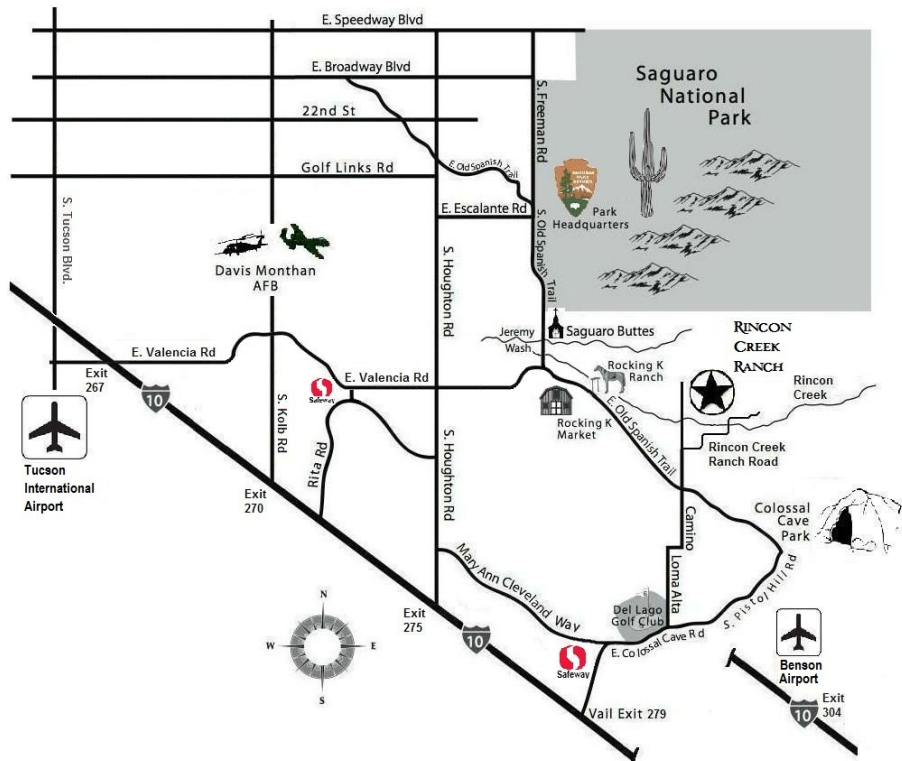 E. Speedway Blvd
E. Broadway Blvd
22nd St
Golf Links Rd
E. Old Spanish Trail
E. Escalante Rd
S. Freeman Rd
S. Old Spanish Trail
Saguaro
National
Park
Park
Headquarters
S. Tucson Blvd.
Davis Monthan
AFB
S. Houghton Rd
Jeremy
Wash
Saguaro Buttes
RINCON
CREEK
RANCH
E. Valencia Rd
Exit
267
10
E. Valencia Rd
Safeway
Rocking K
Ranch
Rocking K
Market
E. Old Spanish Trail
Rincon
Creek
Rincon Creek
Ranch Road
Tucson
International
Airport
S. Kolb Rd
Rita Rd
S. Houghton Rd
Exit
270
Camino
Loma Alta
Colossal
Cave
Park
Mary Ann Cleveland Way
Del Lago
Golf Club
S. Pistol Hill Rd
E. Colossal Cave Rd
N
W
E
S
Exit
275
10
Safeway
Vail Exit 279
Benson
Airport
10
Exit
304